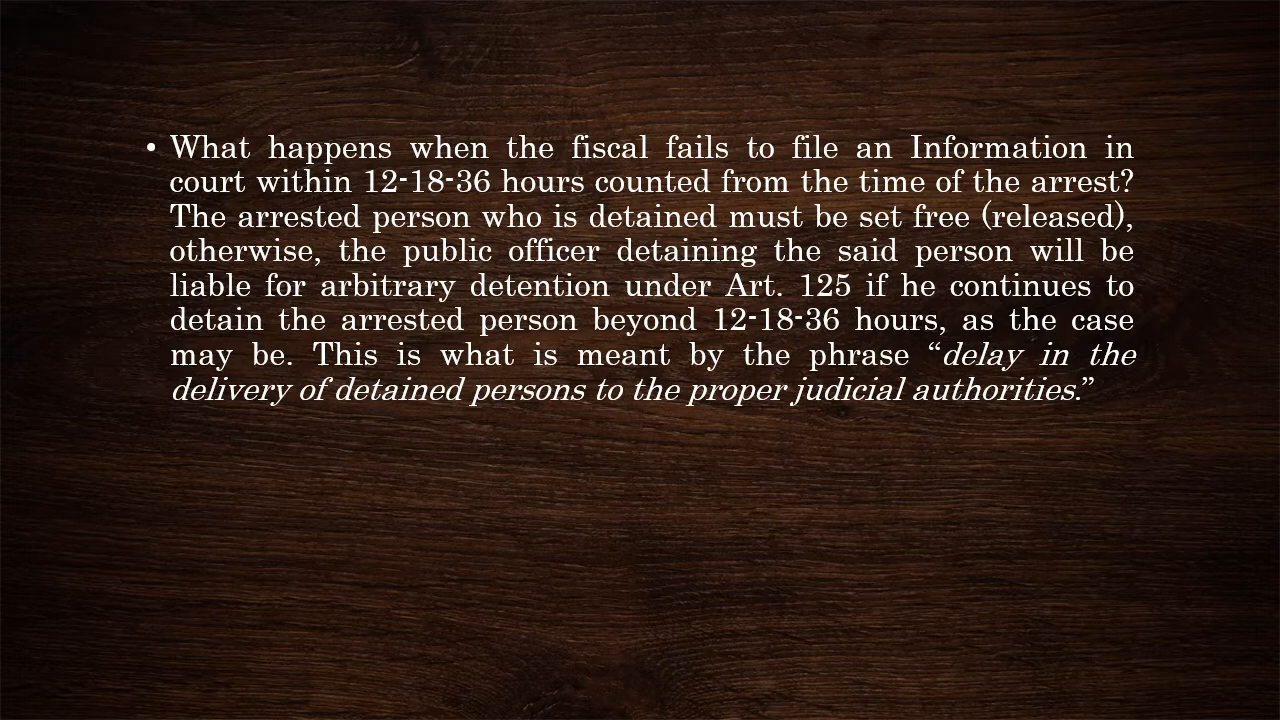 • What happens when the fiscal fails to file an Information in
court within 12-18-36 hours counted from the time of the arrest?
The arrested person who is detained must be set free (released),
otherwise, the public officer detaining the said person will be
liable for arbitrary detention under Art. 125 if he continues to
detain the arrested person beyond 12-18-36 hours, as the case
may be. This is what is meant by the phrase “delay in the
delivery of detained persons to the proper judicial authorities.”